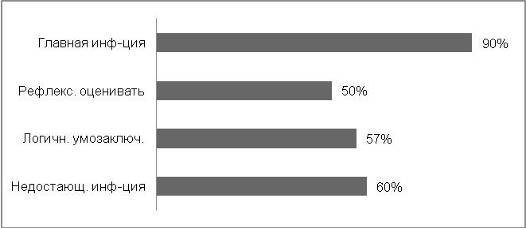 Главная инф-ция 90%
Рефлекс. оценивать 50%
Логичн. умозаключ. 57%
Недостающ. инф-ция 60%